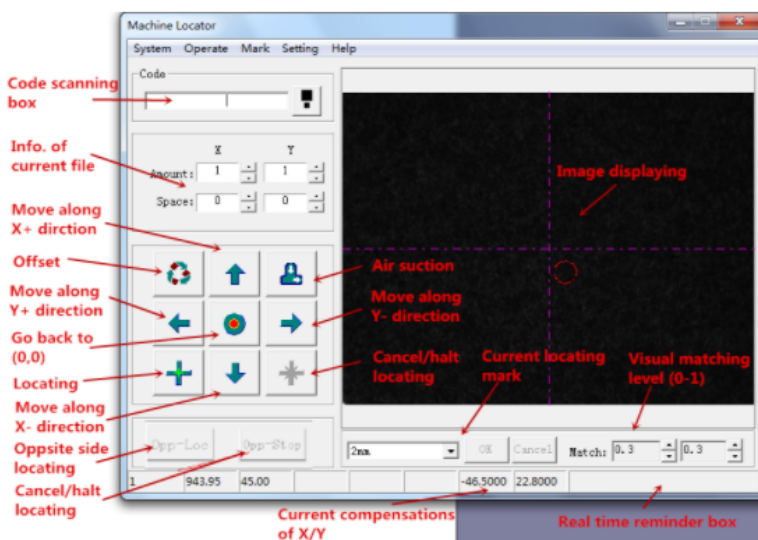 Machine Locator
System Operate Mark Setting Help
Code
Code scanning
box
X Y
Info. of
current file
Amount: 1 1
Space: 0 0
Image displaying
Move along
X+ dirction
Offset
Air suction
Move along
Y+ direction
Move along
Y- direction
Go back to
(0,0)
Locating
Cancel/halt
locating
Current locating
mark
Visual matching
level (0-1)
Move along
X- direction
Oppsite side
locating
Opp-Loc Opp-Stop
2mm OK Cancel Match: 0.3 0.3
Cancel/halt
locating
1 943.95 45.00 -46.5000 22.8000
Current compensations
of X/Y
Real time reminder box